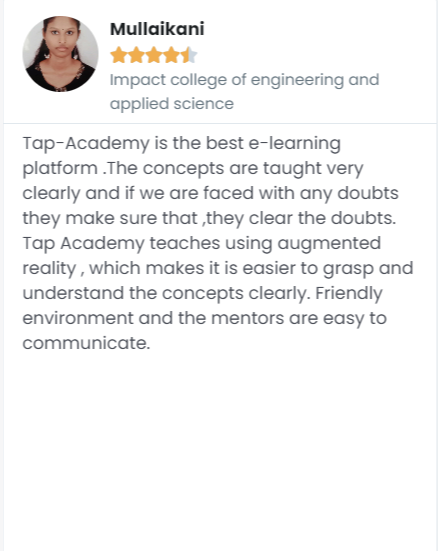 Mullaikani
Impact college of engineering and
applied science
Tap-Academy is the best e-learning
platform .The concepts are taught very
clearly and if we are faced with any doubts
they make sure that ,they clear the doubts.
Tap Academy teaches using augmented
reality , which makes it is easier to grasp and
understand the concepts clearly. Friendly
environment and the mentors are easy to
communicate.